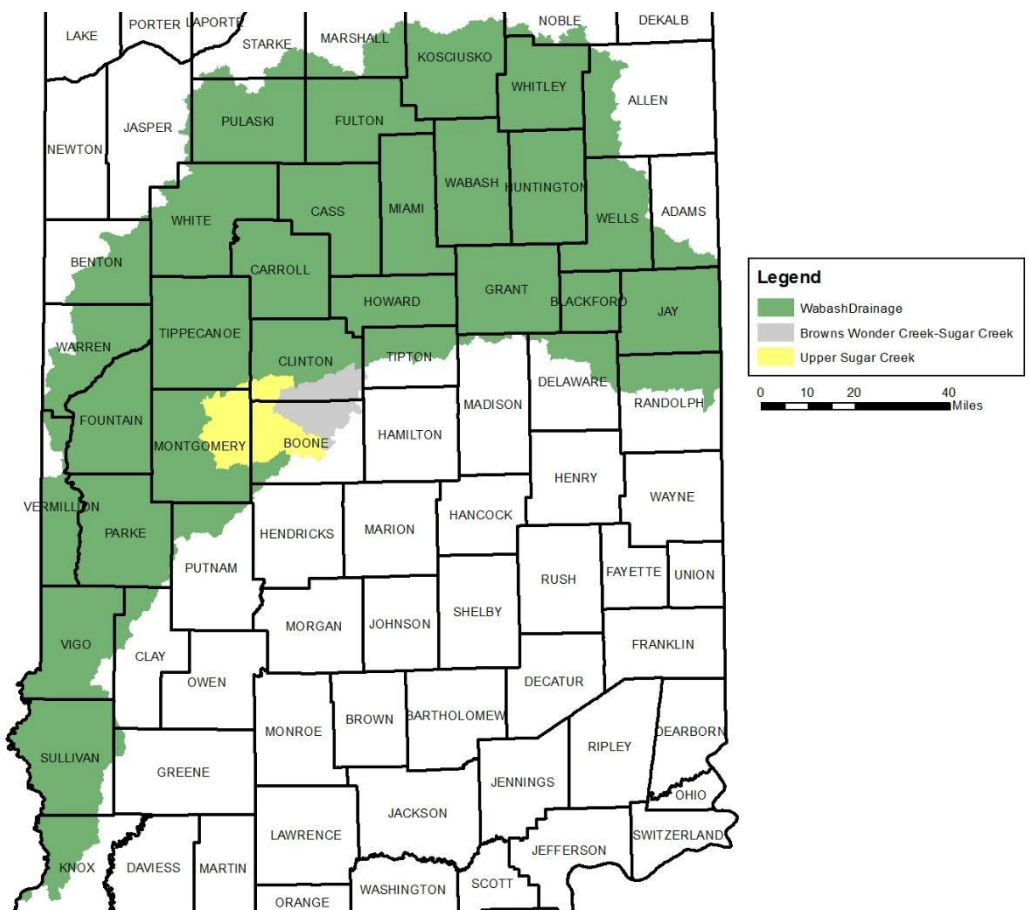 NOBLE
DEKALB
LAKE
PORTER
LAPORTE
STARKE
MARSHALL
KOSCIUSKO
WHITLEY
ALLEN
JASPER
PULASKI
FULTON
NEWTON
WABASH
HUNTINGTON
MIAMI
CASS
WHITE
WELLS
ADAMS
BENTON
CARROLL
HOWARD
GRANT
BLACKFORD
JAY
TIPPECANOE
WARREN
CLINTON
TIPTON
DELAWARE
RANDOLPH
MADISON
FOUNTAIN
MONTGOMERY
BOONE
HAMILTON
HENRY
WAYNE
VERMILLION
PARKE
HENDRICKS
MARION
HANCOCK
PUTNAM
RUSH
FAYETTE
UNION
SHELBY
MORGAN
JOHNSON
VIGO
CLAY
OWEN
FRANKLIN
DECATUR
MONROE
BROWN
BARTHOLOMEW
RIPLEY
DEARBORN
SULLIVAN
GREENE
JENNINGS
OHIO
JACKSON
LAWRENCE
SWITZERLAND
JEFFERSON
KNOX
DAVIESS
MARTIN
WASHINGTON
SCOTT
ORANGE
Legend
WabashDrainage
Browns Wonder Creek-Sugar Creek
Upper Sugar Creek
0 10 20 40
Miles